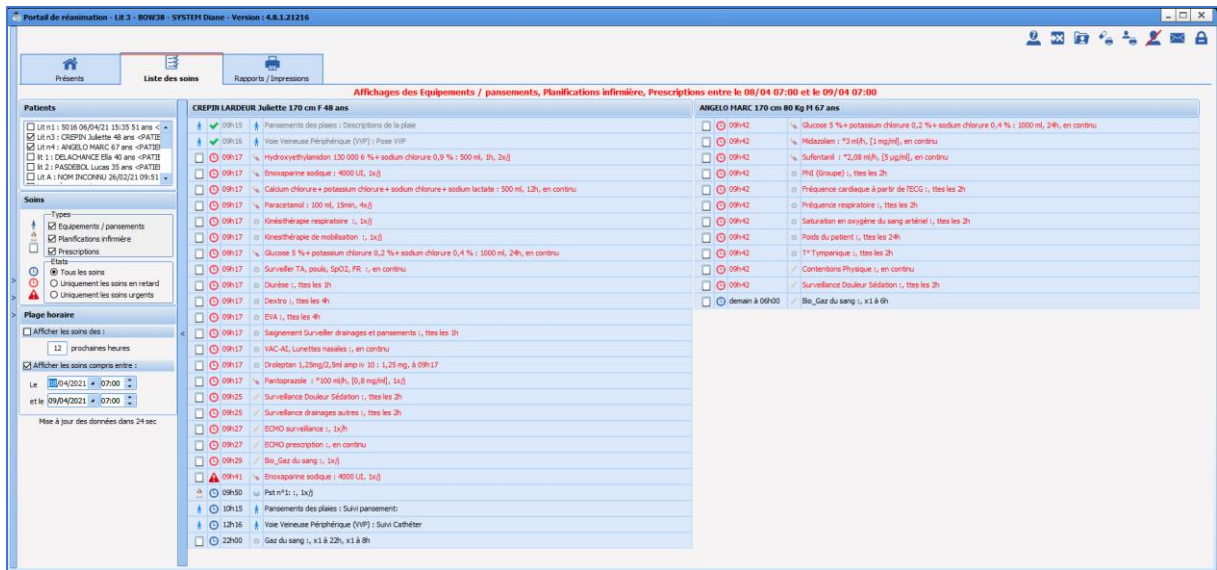 Portail de réanimation - Lit 3 - BOW38 - SYSTEM Diane - Version : 4.8.1.21216
Présents
Liste des soins
Rapports / Impressions
Affichages des Equipements / pansements, Planifications infirmière, Prescriptions entre le 08/04 07:00 et le 09/04 07:00
Patients
Lit n1 : 5016 06/04/21 15:35 51 ans <
Lit n3 : CREPIN Juliette 48 ans <PATIE
Lit n4 : ANGELO MARC 67 ans <PATIE
lit 1 : DELACHANCE Ella 40 ans <PATIE
lit 2 : PASDEBOL Lucas 35 ans <PATIE
Lit A : NOM INCONNU 26/02/21 09:51
Soins
Types
Equipements / pansements
Planifications infirmière
Prescriptions
Etats
Tous les soins
Uniquement les soins en retard
Uniquement les soins urgents
Plage horaire
Afficher les soins des :
12 prochaines heures
Afficher les soins compris entre :
Le 08/04/2021 07:00
et le 09/04/2021 07:00
Mise à jour des données dans 24 sec
CREPIN LARDEUR Juliette 170 cm F 48 ans
09h15 Pansements des plaies : Descriptions de la plaie
09h16 Voie Veineuse Périphérique (VVP) : Pose VVP
09h17 Hydroxyethylamidon 130 000 6 %+ sodium chlorure 0,9 % : 500 ml, 1h, 2x/j
09h17 Enoxaparine sodique : 4000 UI, 1x/j
09h17 Calcium chlorure+ potassium chlorure+ sodium chlorure+ sodium lactate : 500 ml, 12h, en continu
09h17 Paracetamol : 100 ml, 15min, 4x/j
09h17 Kinésithérapie respiratoire :, 1x/j
09h17 Kinesithérapie de mobilisation :, 1x/j
09h17 Glucose 5 %+ potassium chlorure 0,2 %+ sodium chlorure 0,4 % : 1000 ml, 24h, en continu
09h17 Surveiller TA, pouls, SpO2, FR :, en continu
09h17 Diurèse :, ttes les 1h
09h17 Dextro :, ttes les 4h
09h17 EVA :, ttes les 4h
09h17 Saignement Surveiller drainages et pansements :, ttes les 1h
09h17 VAC-AI, Lunettes nasales :, en continu
09h17 Droleptan 1,25mg/2,5ml amp iv 10 : 1,25 mg, à 09h17
09h17 Pantoprazole : *100 ml/h, [0,8 mg/ml], 1x/j
09h25 Surveillance Douleur Sédation :, ttes les 2h
09h25 Surveillance drainages autres :, ttes les 2h
09h27 ECMO surveillance :, 1x/h
09h27 ECMO prescription :, en continu
09h29 Bio_Gaz du sang :, 1x/j
09h41 Enoxaparine sodique : 4000 UI, 1x/j
09h50 Pst n°1: :, 1x/j
10h15 Pansements des plaies : Suivi pansement:
12h16 Voie Veineuse Périphérique (VVP) : Suivi Cathéter
22h00 Gaz du sang :, x1 à 22h, x1 à 8h
ANGELO MARC 170 cm 80 Kg M 67 ans
09h42 Glucose 5 %+ potassium chlorure 0,2 %+ sodium chlorure 0,4 % : 1000 ml, 24h, en continu
09h42 Midazolam : *3 ml/h, [1 mg/ml], en continu
09h42 Sufentanil : *2,08 ml/h, [5 µg/ml], en continu
09h42 PNI (Groupe) :, ttes les 2h
09h42 Fréquence cardiaque à partir de l'ECG :, ttes les 2h
09h42 Fréquence respiratoire :, ttes les 2h
09h42 Saturation en oxygène du sang artériel :, ttes les 2h
09h42 Poids du patient :, ttes les 24h
09h42 T° Tympanique :, ttes les 2h
09h42 Contentions Physique :, en continu
09h42 Surveillance Douleur Sédation :, ttes les 2h
demain à 06h00 Bio_Gaz du sang :, x1 à 6h